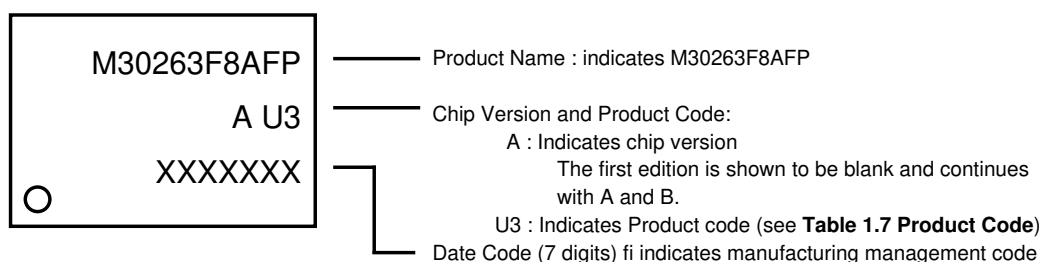 M30263F8AFP
A U3
XXXXXXX
Product Name : indicates M30263F8AFP
Chip Version and Product Code:
A : Indicates chip version
The first edition is shown to be blank and continues
with A and B.
U3 : Indicates Product code (see Table 1.7 Product Code)
Date Code (7 digits) fi indicates manufacturing management code